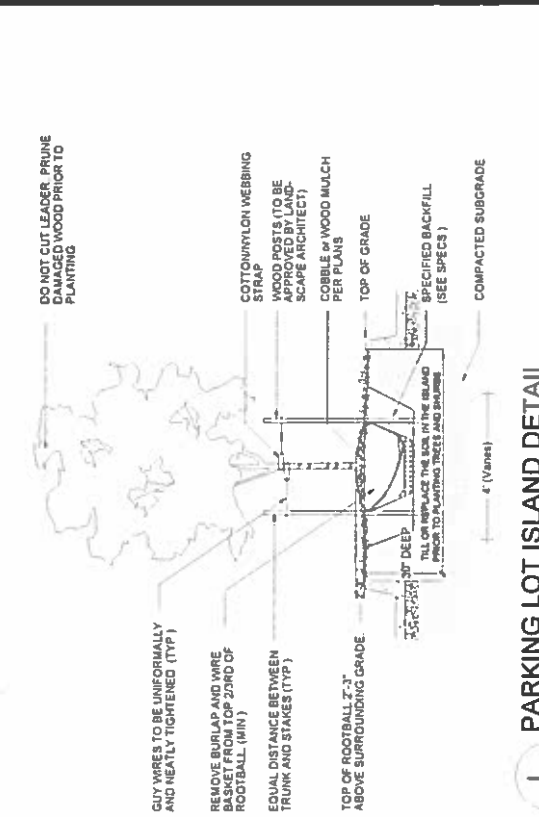 DO NOT CUT LEADER. PRUNE
DAMAGED WOOD PRIOR TO
PLANTING
COTTON/NYLON WEBBING
STRAP
WOOD POSTS (TO BE
APPROVED BY LAND-
SCAPE ARCHITECT)
COBBLE or WOOD MULCH
PER PLANS
TOP OF GRADE
SPECIFIED BACKFILL
(SEE SPECS )
COMPACTED SUBGRADE
GUY WIRES TO BE UNIFORMALLY
AND NEATLY TIGHTENED (TYP )
REMOVE BURLAP AND WIRE
BASKET FROM TOP 2/3RD OF
ROOTBALL, (MIN )
EQUAL DISTANCE BETWEEN
TRUNK AND STAKES (TYP )
TOP OF ROOTBALL 2"-3"
ABOVE SURROUNDING GRADE.
30" DEEP
TILL OR REPLACE THE SOIL IN THE ISLAND
PRIOR TO PLANTING TREES AND SHURBS
4' (Varies)
PARKING LOT ISLAND DETAIL